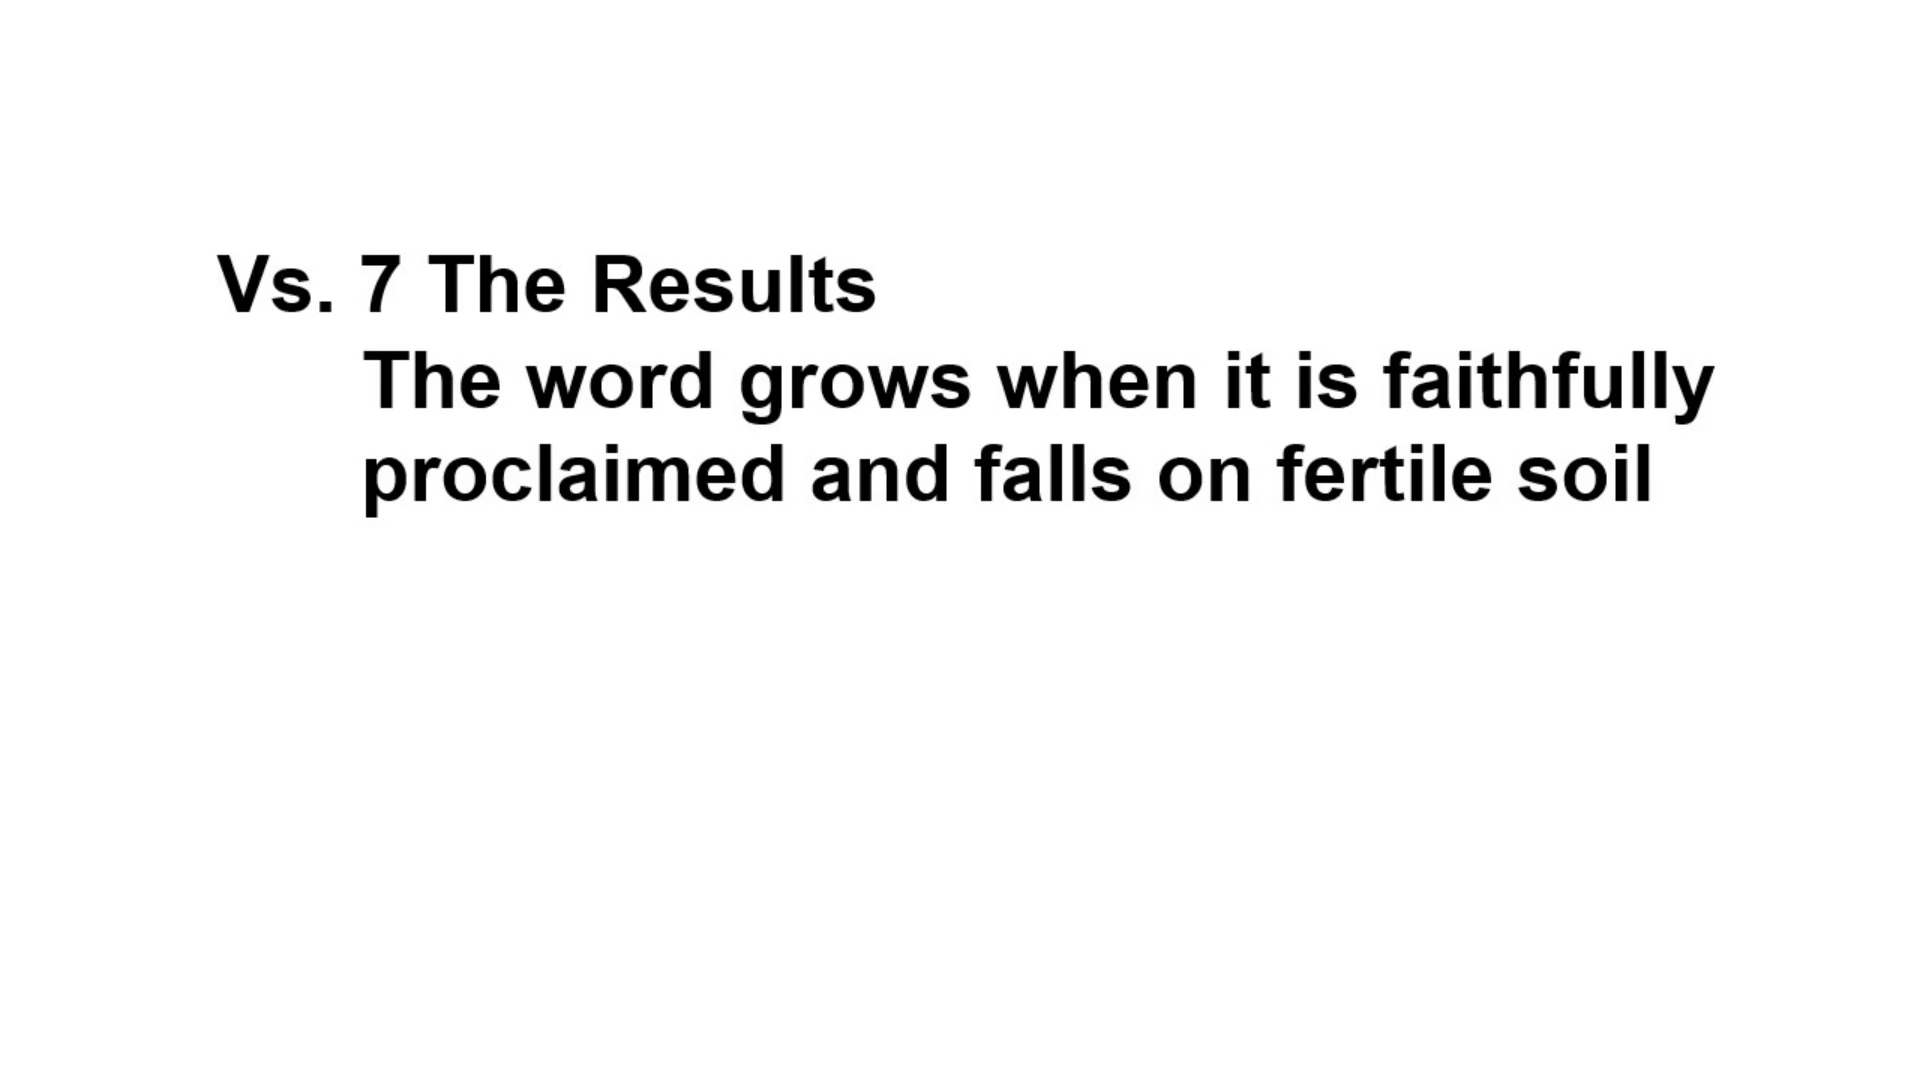 Vs. 7 The Results
The word grows when it is faithfully
proclaimed and falls on fertile soil